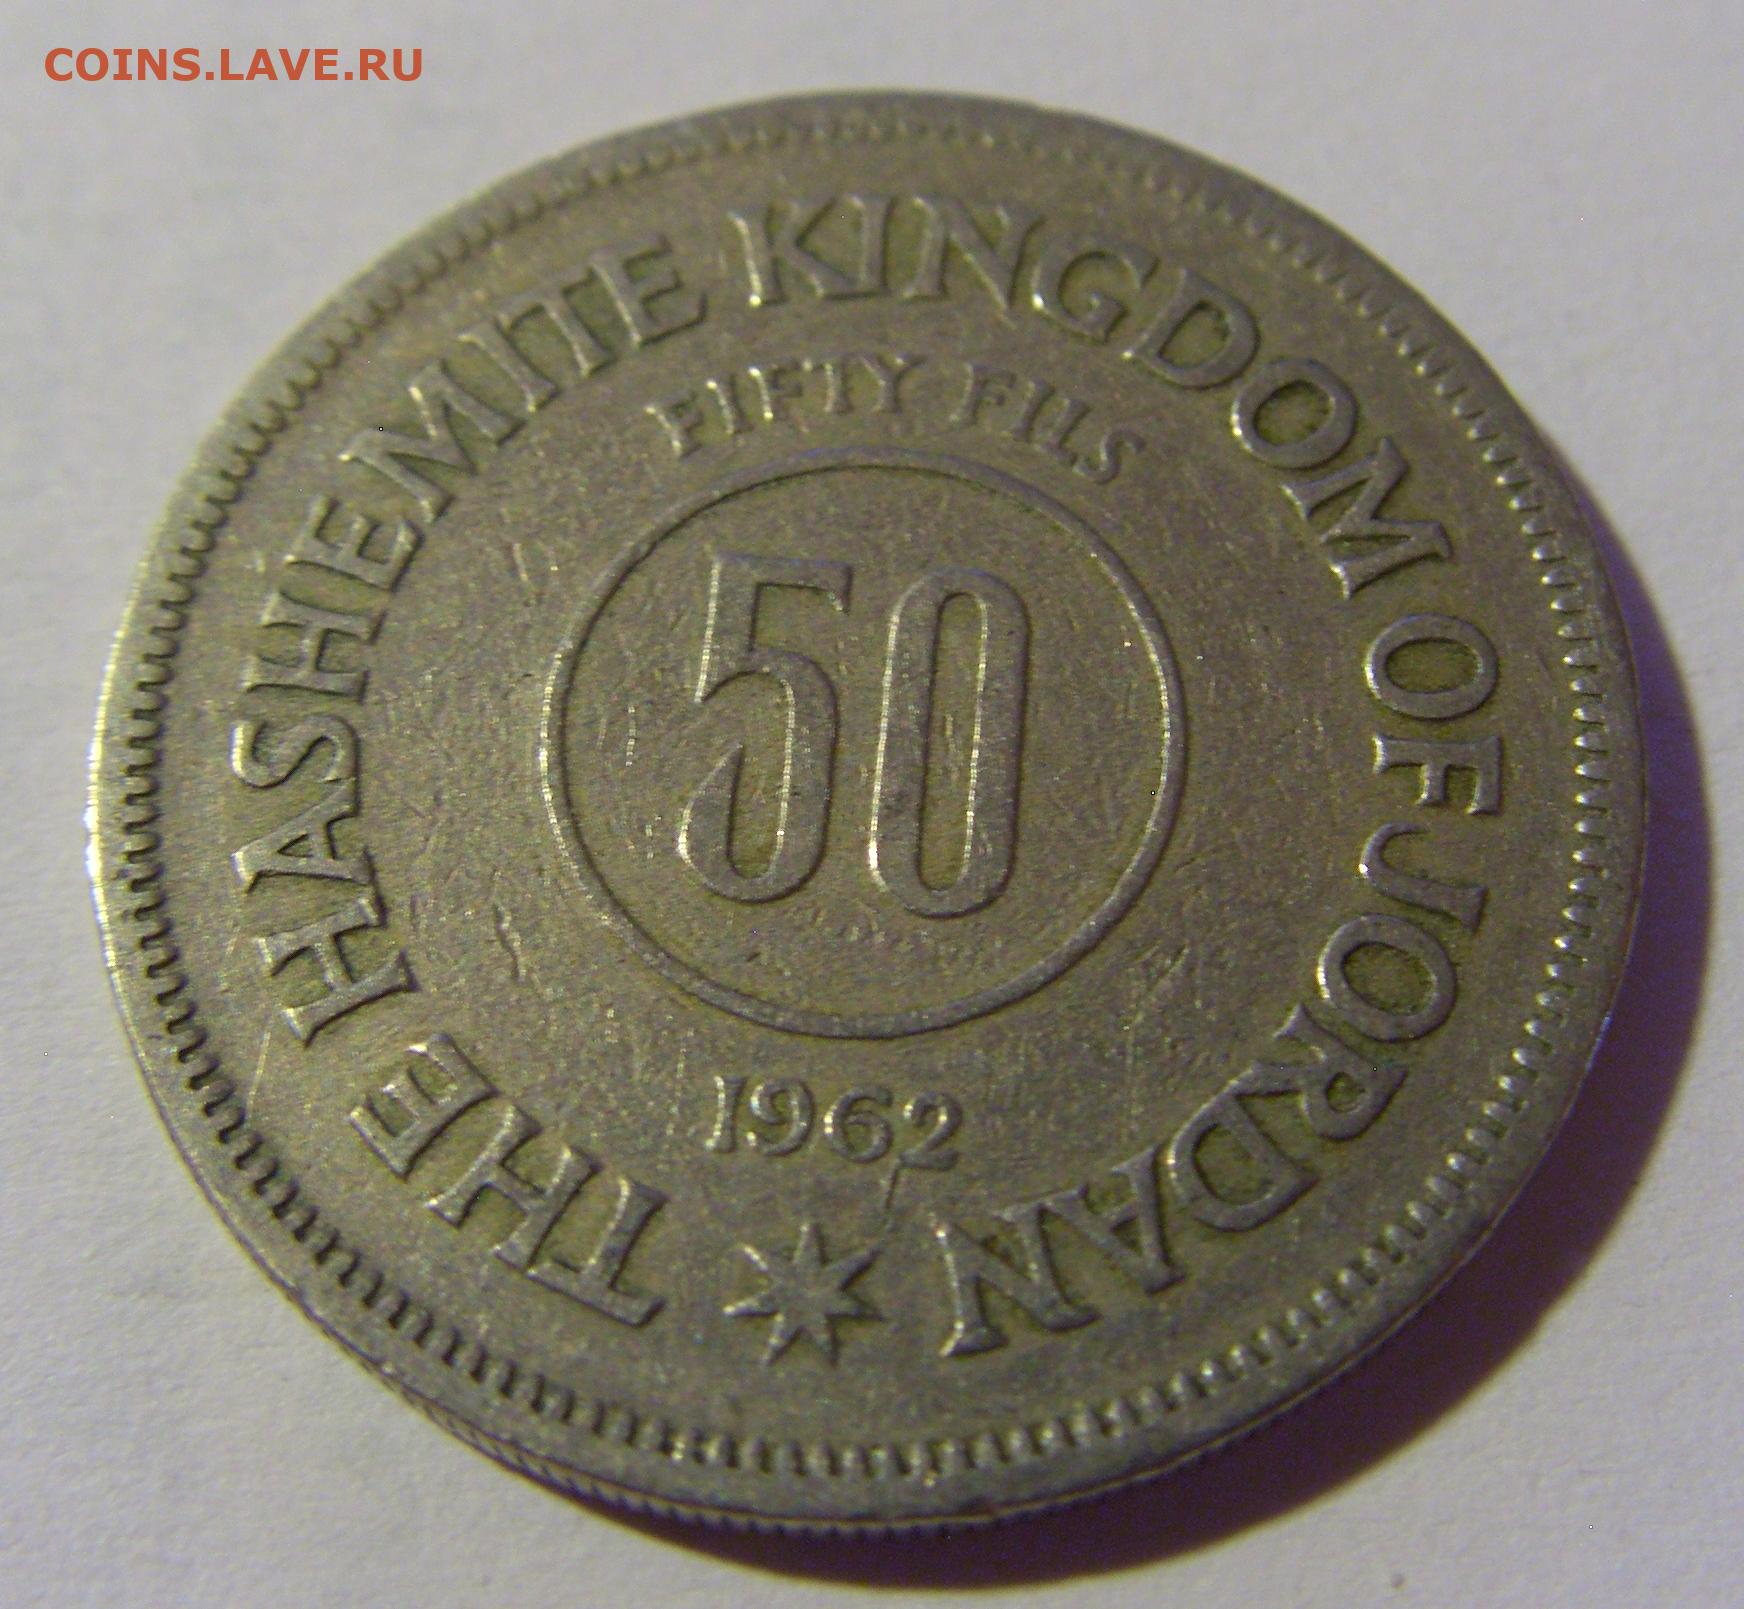 COINS.LAVE.RU
THE HASHEMITE KINGDOM OF JORDAN
FIFTY FILS
50
1962